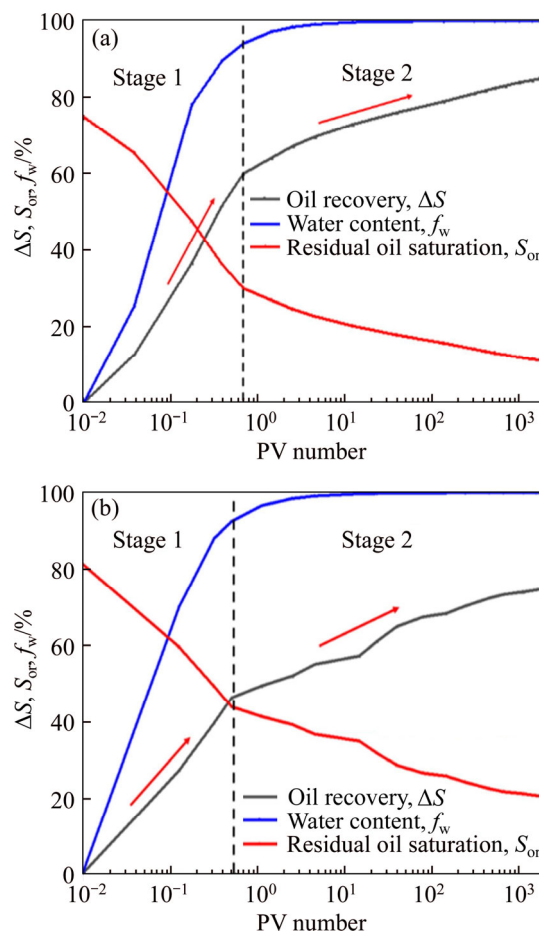 (a)
Stage 1
Stage 2
100
80
60
40
20
0
ΔS, Sor, fw/%
Oil recovery, ΔS
Water content, fw
Residual oil saturation, Sor
10⁻² 10⁻¹ 10⁰ 10¹ 10² 10³
PV number
(b)
Stage 1
Stage 2
100
80
60
40
20
0
ΔS, Sor, fw/%
Oil recovery, ΔS
Water content, fw
Residual oil saturation, Sor
10⁻² 10⁻¹ 10⁰ 10¹ 10² 10³
PV number